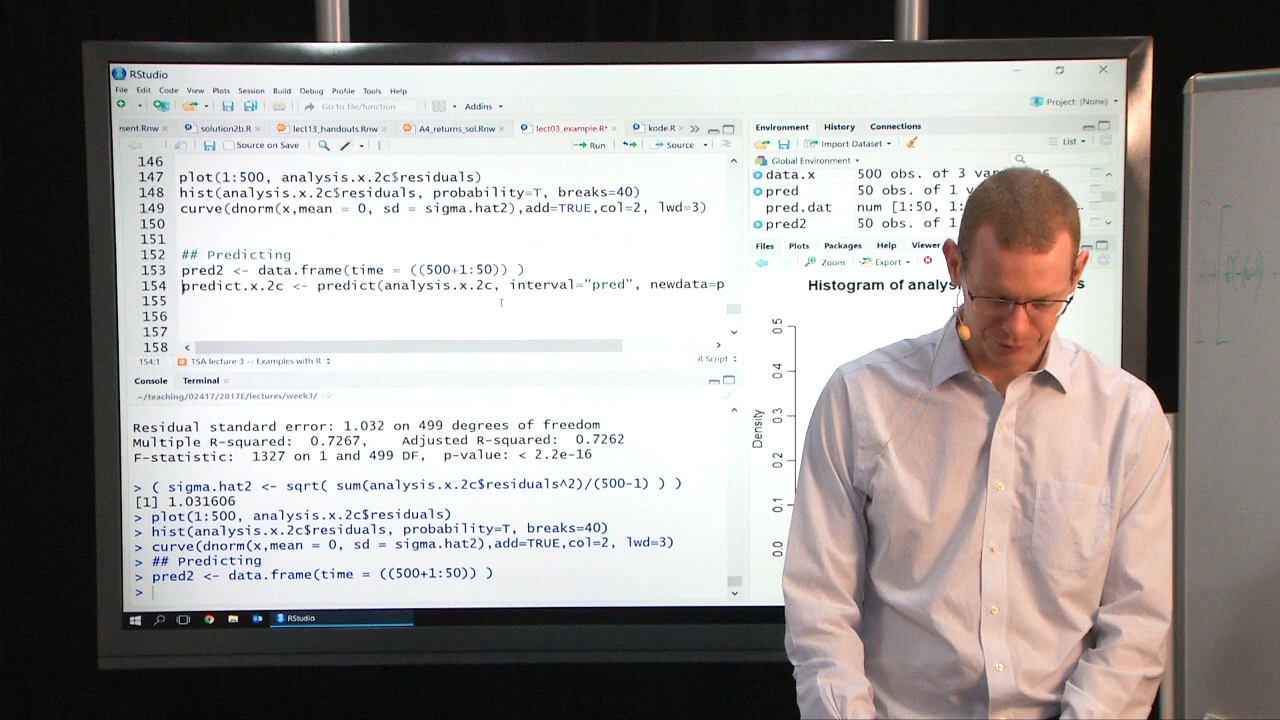 RStudio
File Edit Code View Plots Session Build Debug Profile Tools Help
Go to file/function Addins Project: (None)
sent.Rnw solution2b.R lect13_handouts.Rnw A4_returns_sol.Rnw lect03_example.R* kode.R
Source on Save Run Source
146
147 plot(1:500, analysis.x.2c$residuals)
148 hist(analysis.x.2c$residuals, probability=T, breaks=40)
149 curve(dnorm(x,mean = 0, sd = sigma.hat2),add=TRUE,col=2, lwd=3)
150
151
152 ## Predicting
153 pred2 <- data.frame(time = ((500+1:50)) )
154 predict.x.2c <- predict(analysis.x.2c, interval="pred", newdata=p
155
156
157
158
154:1 TSA lecture 3 -- Examples with R R Script
Console Terminal
~/teaching/02417/2017E/lectures/week3/
Residual standard error: 1.032 on 499 degrees of freedom
Multiple R-squared: 0.7267, Adjusted R-squared: 0.7262
F-statistic: 1327 on 1 and 499 DF, p-value: < 2.2e-16
> ( sigma.hat2 <- sqrt( sum(analysis.x.2c$residuals^2)/(500-1) ) )
[1] 1.031606
> plot(1:500, analysis.x.2c$residuals)
> hist(analysis.x.2c$residuals, probability=T, breaks=40)
> curve(dnorm(x,mean = 0, sd = sigma.hat2),add=TRUE,col=2, lwd=3)
> ## Predicting
> pred2 <- data.frame(time = ((500+1:50)) )
>
RStudio
Environment History Connections
Import Dataset List
Global Environment
data.x 500 obs. of 3 variables
pred 50 obs. of 1 v
pred.dat num [1:50, 1:
pred2 50 obs. of 1
Files Plots Packages Help Viewer
Zoom Export
Histogram of analys s
Density
0.0 0.1 0.2 0.3 0.4 0.5